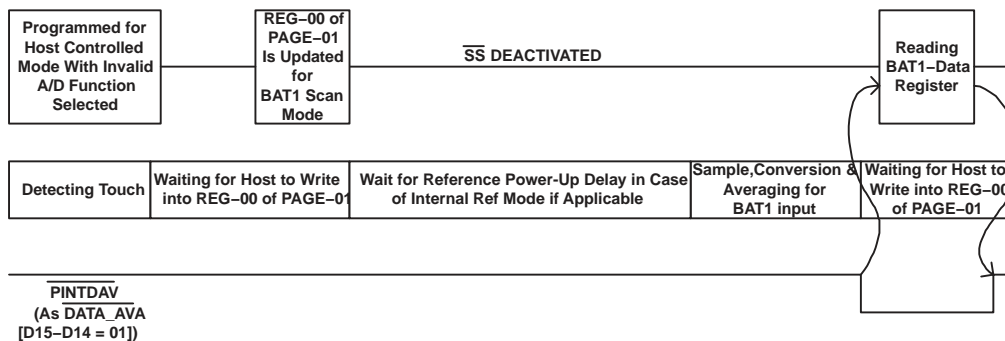 Programmed for
Host Controlled
Mode With Invalid
A/D Function
Selected
REG–00 of
PAGE–01
Is Updated
for
BAT1 Scan
Mode
SS DEACTIVATED
Reading
BAT1–Data
Register
Detecting Touch
Waiting for Host to Write
into REG–00 of PAGE–01
Wait for Reference Power-Up Delay in Case
of Internal Ref Mode if Applicable
Sample,Conversion &
Averaging for
BAT1 input
Waiting for Host to
Write into REG–00
of PAGE–01
PINTDAV
(As DATA_AVA
[D15–D14 = 01])